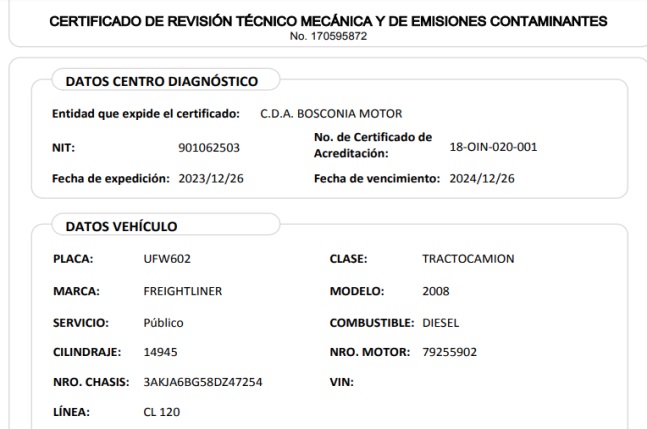 CERTIFICADO DE REVISIÓN TÉCNICO MECÁNICA Y DE EMISIONES CONTAMINANTES
No. 170595872
DATOS CENTRO DIAGNÓSTICO
Entidad que expide el certificado: C.D.A. BOSCONIA MOTOR
NIT: 901062503 No. de Certificado de Acreditación: 18-OIN-020-001
Fecha de expedición: 2023/12/26 Fecha de vencimiento: 2024/12/26
DATOS VEHÍCULO
PLACA: UFW602 CLASE: TRACTOCAMION
MARCA: FREIGHTLINER MODELO: 2008
SERVICIO: Público COMBUSTIBLE: DIESEL
CILINDRAJE: 14945 NRO. MOTOR: 79255902
NRO. CHASIS: 3AKJA6BG58DZ47254 VIN:
LÍNEA: CL 120